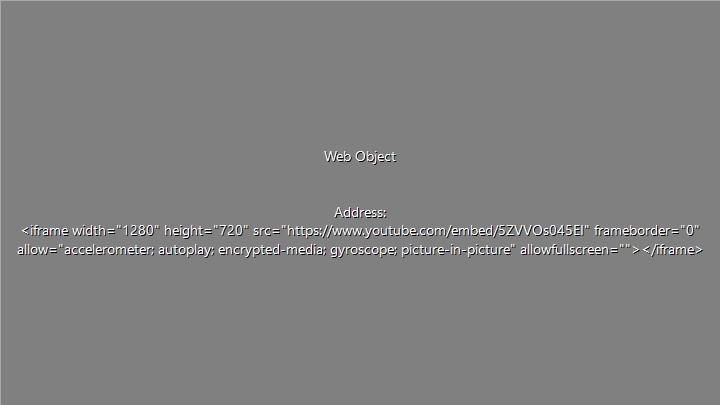 Web Object
Address:
<iframe width="1280" height="720" src="https://www.youtube.com/embed/5ZVVOs045EI" frameborder="0"
allow="accelerometer; autoplay; encrypted-media; gyroscope; picture-in-picture" allowfullscreen=""></iframe>